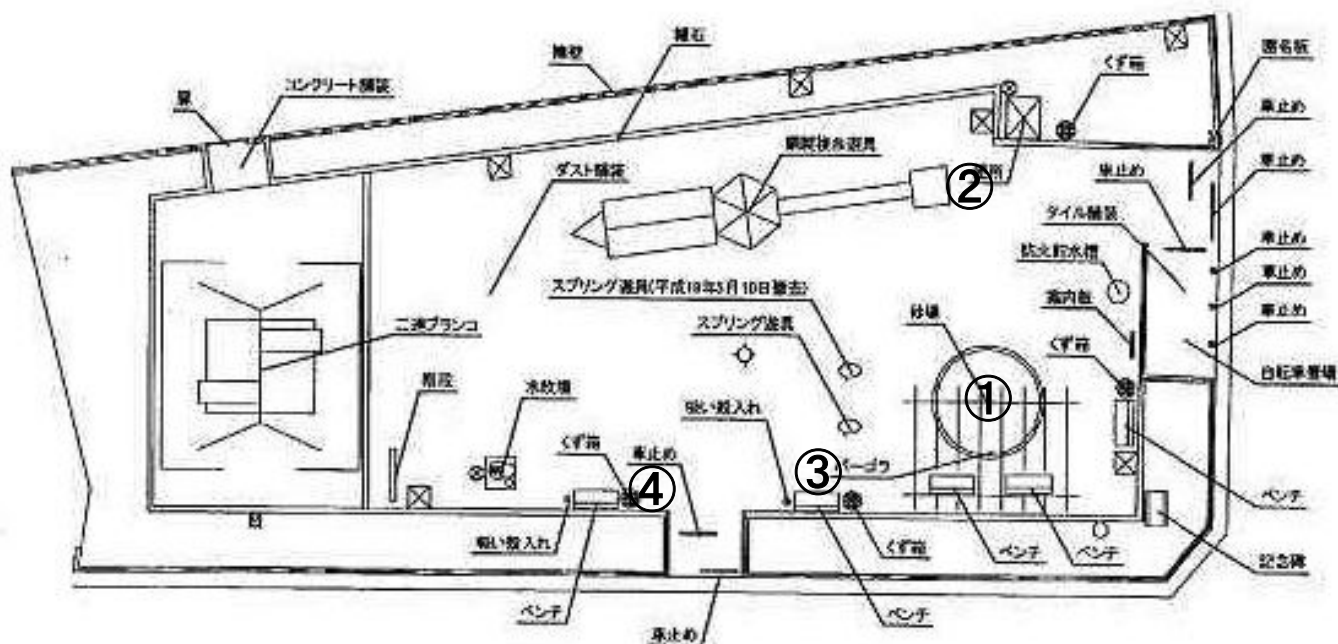 擁壁
縁石
くず箱
園名板
扉
コンクリート舗装
車止め
鋼製複合遊具
ダスト舗装
②
車止め
車止め
タイル舗装
防火貯水槽
車止め
スプリング遊具(平成18年5月10日撤去)
車止め
案内板
二連ブランコ
スプリング遊具
砂場
くず箱
車止め
自転車置場
①
階段
水飲場
吸い殻入れ
くず箱
車止め
③
パーゴラ
④
ベンチ
吸い殻入れ
くず箱
ベンチ
ベンチ
記念碑
ベンチ
ベンチ
車止め